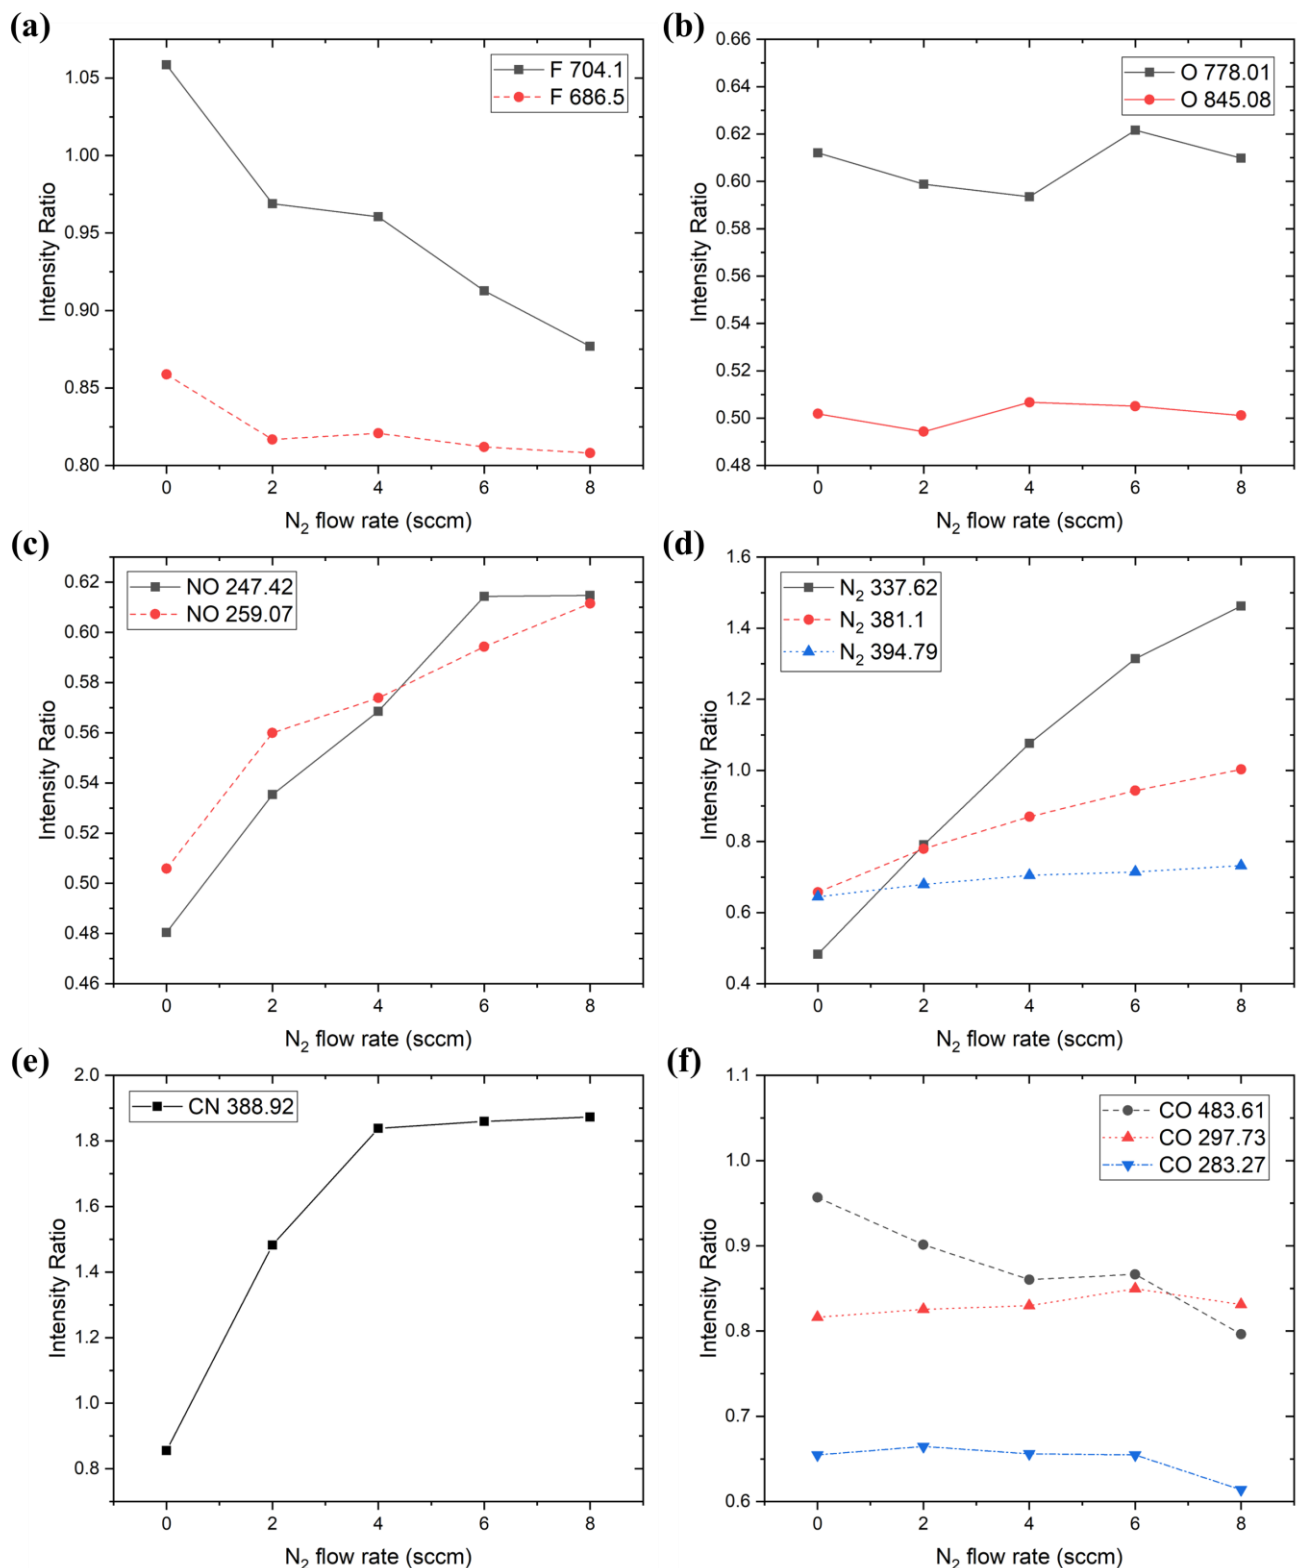 (a)
F 704.1
F 686.5
1.05
1.00
0.95
0.90
0.85
0.80
Intensity Ratio
0 2 4 6 8
N₂ flow rate (sccm)
(b)
O 778.01
O 845.08
0.66
0.64
0.62
0.60
0.58
0.56
0.54
0.52
0.50
0.48
Intensity Ratio
0 2 4 6 8
N₂ flow rate (sccm)
(c)
NO 247.42
NO 259.07
0.62
0.60
0.58
0.56
0.54
0.52
0.50
0.48
0.46
Intensity Ratio
0 2 4 6 8
N₂ flow rate (sccm)
(d)
N₂ 337.62
N₂ 381.1
N₂ 394.79
1.6
1.4
1.2
1.0
0.8
0.6
0.4
Intensity Ratio
0 2 4 6 8
N₂ flow rate (sccm)
(e)
CN 388.92
2.0
1.8
1.6
1.4
1.2
1.0
0.8
Intensity Ratio
0 2 4 6 8
N₂ flow rate (sccm)
(f)
CO 483.61
CO 297.73
CO 283.27
1.1
1.0
0.9
0.8
0.7
0.6
Intensity Ratio
0 2 4 6 8
N₂ flow rate (sccm)